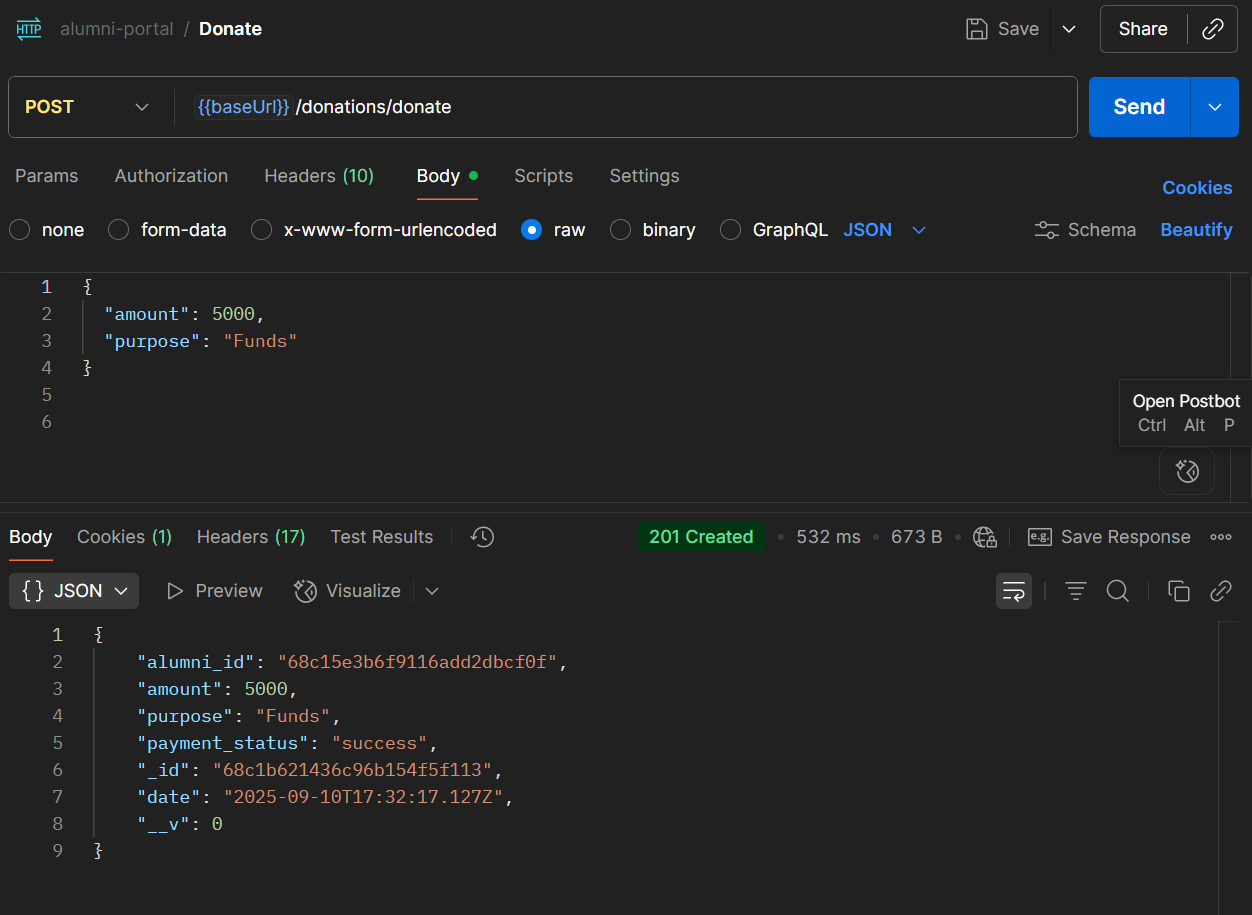 HTTP alumni-portal / Donate Save Share
POST {{baseUrl}} /donations/donate Send
Params Authorization Headers (10) Body Scripts Settings Cookies
none form-data x-www-form-urlencoded raw binary GraphQL JSON Schema Beautify
1 {
2 "amount": 5000,
3 "purpose": "Funds"
4 }
5
6
Open Postbot
Ctrl Alt P
Body Cookies (1) Headers (17) Test Results 201 Created • 532 ms • 673 B • e.g. Save Response
{} JSON Preview Visualize
1 {
2 "alumni_id": "68c15e3b6f9116add2dbcf0f",
3 "amount": 5000,
4 "purpose": "Funds",
5 "payment_status": "success",
6 "_id": "68c1b621436c96b154f5f113",
7 "date": "2025-09-10T17:32:17.127Z",
8 "__v": 0
9 }